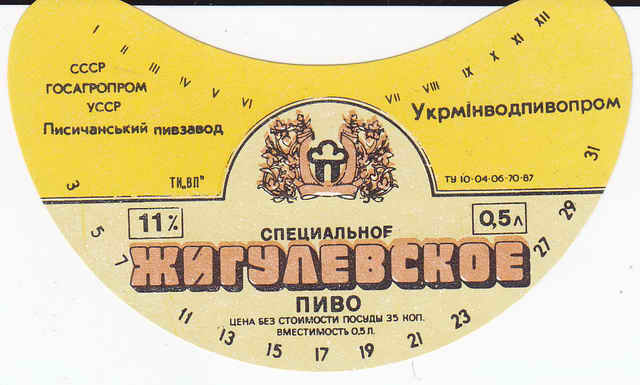 I II III IV V VI VII VIII IX X XI XII
СССР
ГОСАГРОПРОМ
УССР
Писичанський пивзавод
Укрмінводпивопром
3
ТИ„ВП"
ТУ 10-04-06-70-87
31
11%
0,5л
СПЕЦИАЛЬНОЕ
ЖИГУЛЕВСКОЕ
ПИВО
ЦЕНА БЕЗ СТОИМОСТИ ПОСУДЫ 35 КОП.
ВМЕСТИМОСТЬ 0,5 Л.
5 7 11 13 15 17 19 21 23 27 29